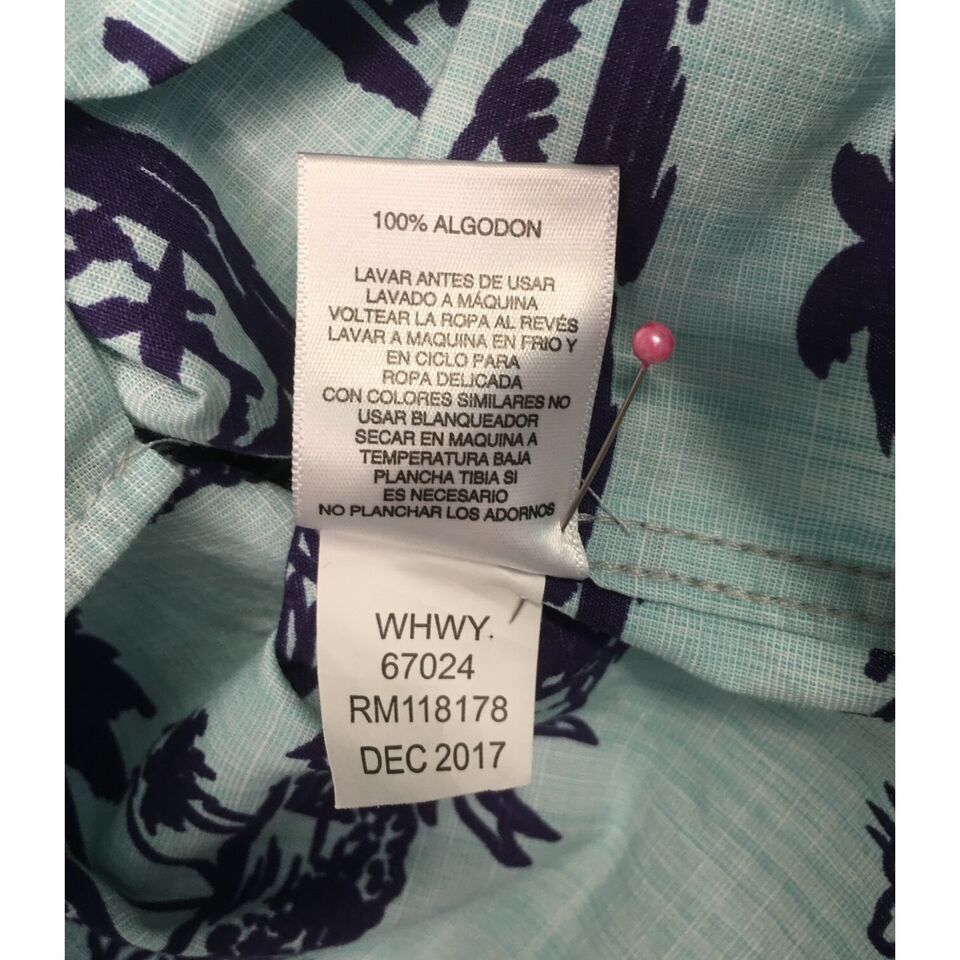 100% ALGODON
LAVAR ANTES DE USAR
LAVADO A MÁQUINA
VOLTEAR LA ROPA AL REVÉS
LAVAR A MAQUINA EN FRIO Y
EN CICLO PARA
ROPA DELICADA
CON COLORES SIMILARES NO
USAR BLANQUEADOR
SECAR EN MAQUINA A
TEMPERATURA BAJA
PLANCHA TIBIA SI
ES NECESARIO
NO PLANCHAR LOS ADORNOS
WHWY.
67024
RM118178
DEC 2017